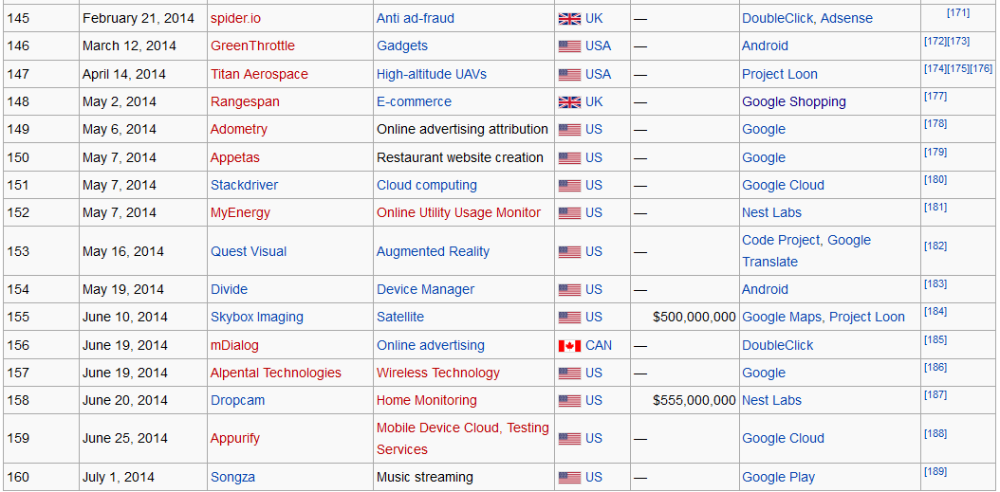 145 February 21, 2014 spider.io Anti ad-fraud UK — DoubleClick, Adsense [171]
146 March 12, 2014 GreenThrottle Gadgets USA — Android [172][173]
147 April 14, 2014 Titan Aerospace High-altitude UAVs USA — Project Loon [174][175][176]
148 May 2, 2014 Rangespan E-commerce UK — Google Shopping [177]
149 May 6, 2014 Adometry Online advertising attribution US — Google [178]
150 May 7, 2014 Appetas Restaurant website creation US — Google [179]
151 May 7, 2014 Stackdriver Cloud computing US — Google Cloud [180]
152 May 7, 2014 MyEnergy Online Utility Usage Monitor US — Nest Labs [181]
153 May 16, 2014 Quest Visual Augmented Reality US — Code Project, Google
Translate [182]
154 May 19, 2014 Divide Device Manager US — Android [183]
155 June 10, 2014 Skybox Imaging Satellite US $500,000,000 Google Maps, Project Loon [184]
156 June 19, 2014 mDialog Online advertising CAN — DoubleClick [185]
157 June 19, 2014 Alpental Technologies Wireless Technology US — Google [186]
158 June 20, 2014 Dropcam Home Monitoring US $555,000,000 Nest Labs [187]
159 June 25, 2014 Appurify Mobile Device Cloud, Testing
Services US — Google Cloud [188]
160 July 1, 2014 Songza Music streaming US — Google Play [189]